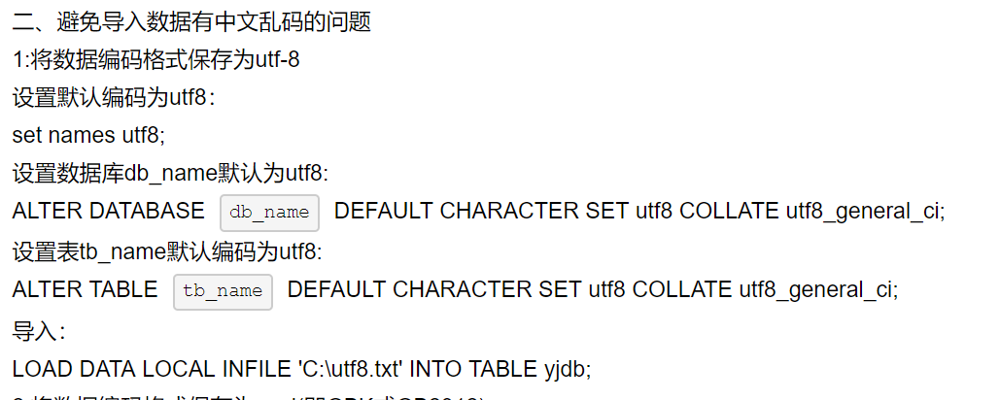 二、避免导入数据有中文乱码的问题
1:将数据编码格式保存为utf-8
设置默认编码为utf8：
set names utf8;
设置数据库db_name默认为utf8:
ALTER DATABASE db_name DEFAULT CHARACTER SET utf8 COLLATE utf8_general_ci;
设置表tb_name默认编码为utf8:
ALTER TABLE tb_name DEFAULT CHARACTER SET utf8 COLLATE utf8_general_ci;
导入：
LOAD DATA LOCAL INFILE 'C:\utf8.txt' INTO TABLE yjdb;